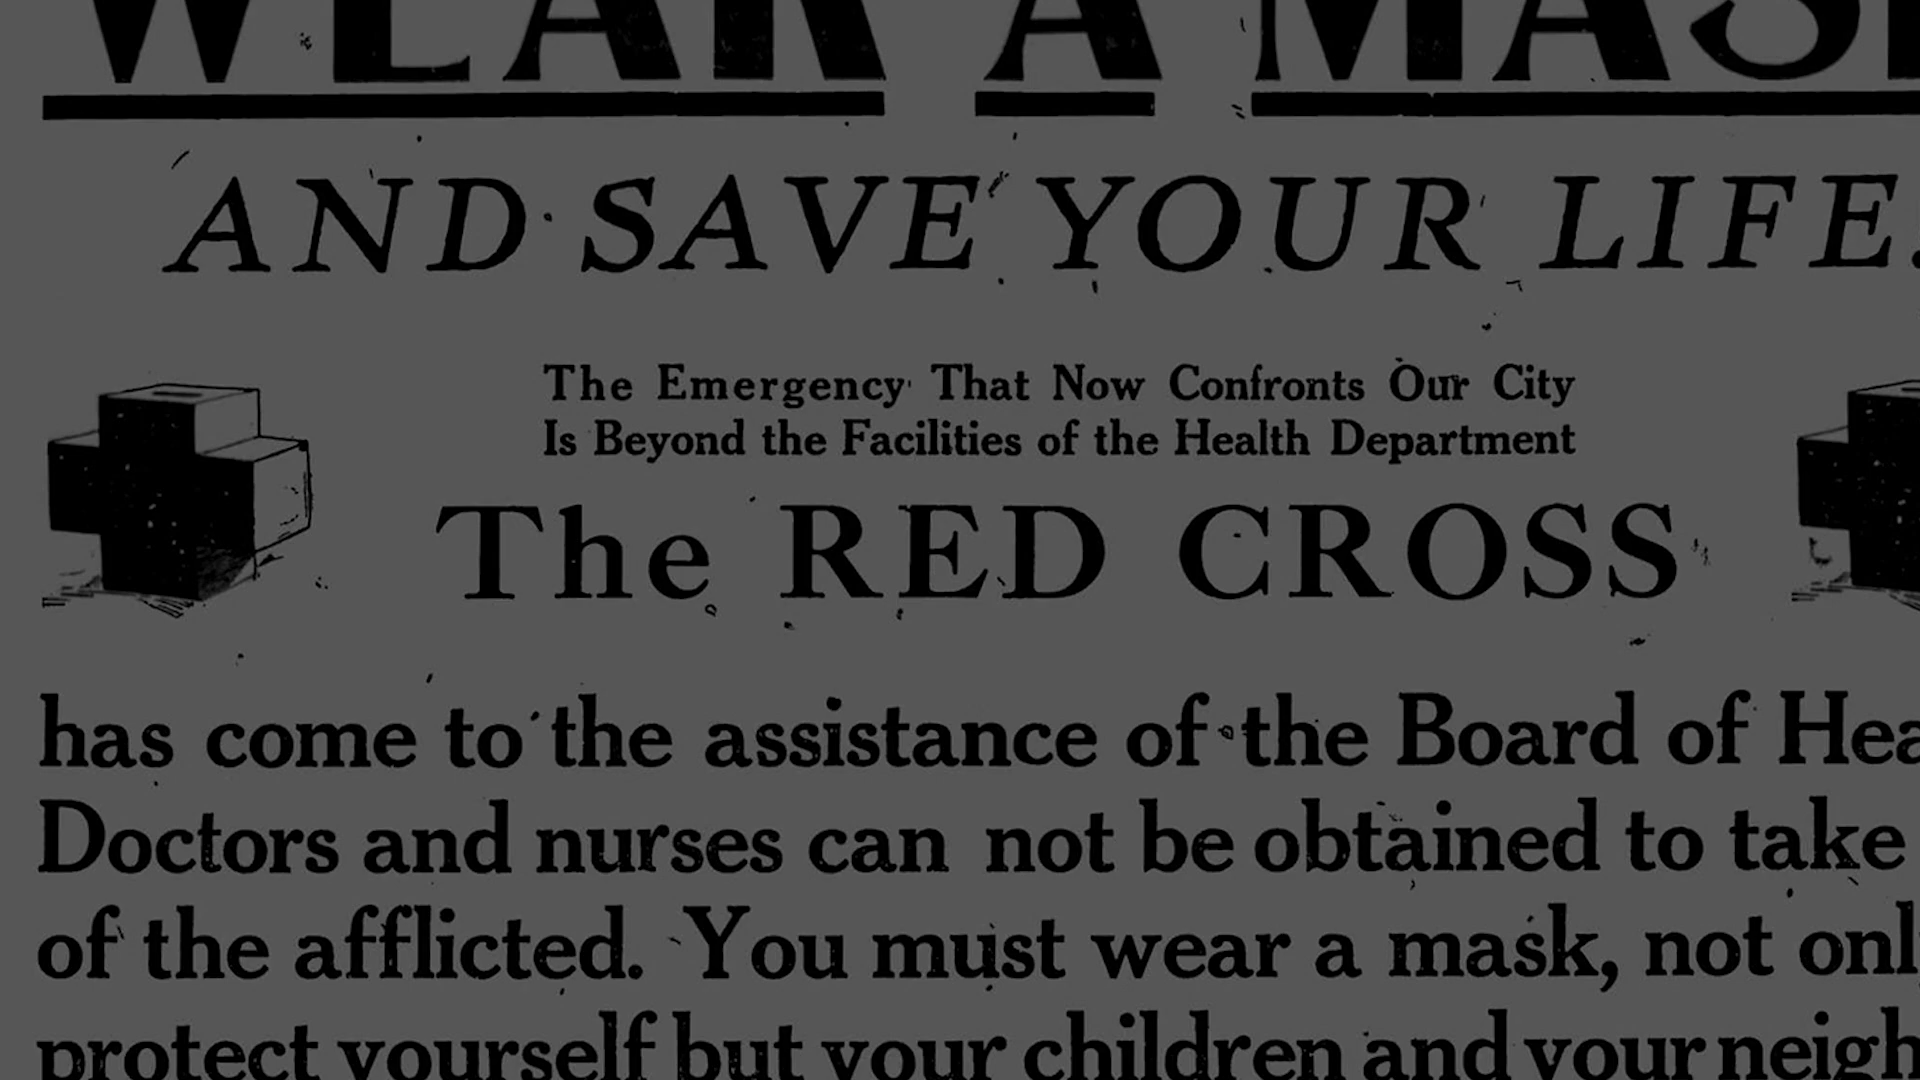 WEAR A MASK
AND SAVE YOUR LIFE.
The Emergency That Now Confronts Our City
Is Beyond the Facilities of the Health Department
The RED CROSS
has come to the assistance of the Board of Hea
Doctors and nurses can not be obtained to take
of the afflicted. You must wear a mask, not onl
protect yourself but your children and your neigh